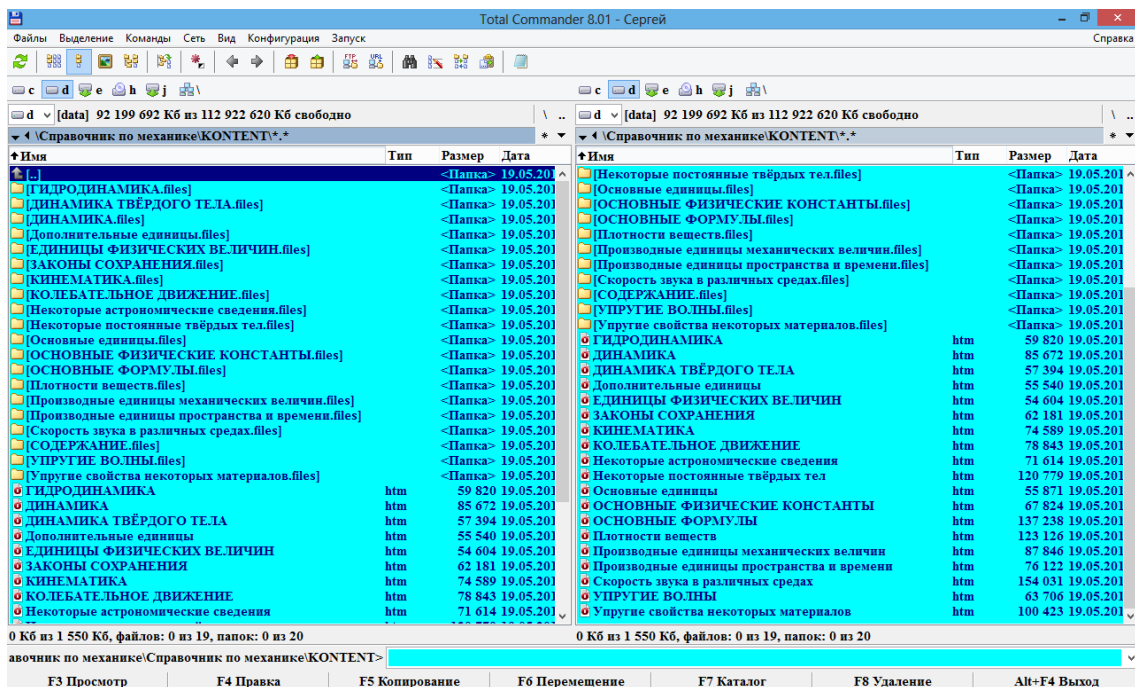 Total Commander 8.01 - Сергей
Файлы Выделение Команды Сеть Вид Конфигурация Запуск Справка
FTP URL
c d e h j \ c d e h j \
d [data] 92 199 692 Кб из 112 922 620 Кб свободно \ .. d [data] 92 199 692 Кб из 112 922 620 Кб свободно \ ..
\Справочник по механике\KONTENT\*.* * \Справочник по механике\KONTENT\*.* *
Имя Тип Размер Дата Имя Тип Размер Дата
[..] <Папка> 19.05.201 [Некоторые постоянные твёрдых тел.files] <Папка> 19.05.201
[ГИДРОДИНАМИКА.files] <Папка> 19.05.201 [Основные единицы.files] <Папка> 19.05.201
[ДИНАМИКА ТВЁРДОГО ТЕЛА.files] <Папка> 19.05.201 [ОСНОВНЫЕ ФИЗИЧЕСКИЕ КОНСТАНТЫ.files] <Папка> 19.05.201
[ДИНАМИКА.files] <Папка> 19.05.201 [ОСНОВНЫЕ ФОРМУЛЫ.files] <Папка> 19.05.201
[Дополнительные единицы.files] <Папка> 19.05.201 [Плотности веществ.files] <Папка> 19.05.201
[ЕДИНИЦЫ ФИЗИЧЕСКИХ ВЕЛИЧИН.files] <Папка> 19.05.201 [Производные единицы механических величин.files] <Папка> 19.05.201
[ЗАКОНЫ СОХРАНЕНИЯ.files] <Папка> 19.05.201 [Производные единицы пространства и времени.files] <Папка> 19.05.201
[КИНЕМАТИКА.files] <Папка> 19.05.201 [Скорость звука в различных средах.files] <Папка> 19.05.201
[КОЛЕБАТЕЛЬНОЕ ДВИЖЕНИЕ.files] <Папка> 19.05.201 [СОДЕРЖАНИЕ.files] <Папка> 19.05.201
[Некоторые астрономические сведения.files] <Папка> 19.05.201 [УПРУГИЕ ВОЛНЫ.files] <Папка> 19.05.201
[Некоторые постоянные твёрдых тел.files] <Папка> 19.05.201 [Упругие свойства некоторых материалов.files] <Папка> 19.05.201
[Основные единицы.files] <Папка> 19.05.201 ГИДРОДИНАМИКА htm 59 820 19.05.201
[ОСНОВНЫЕ ФИЗИЧЕСКИЕ КОНСТАНТЫ.files] <Папка> 19.05.201 ДИНАМИКА htm 85 672 19.05.201
[ОСНОВНЫЕ ФОРМУЛЫ.files] <Папка> 19.05.201 ДИНАМИКА ТВЁРДОГО ТЕЛА htm 57 394 19.05.201
[Плотности веществ.files] <Папка> 19.05.201 Дополнительные единицы htm 55 540 19.05.201
[Производные единицы механических величин.files] <Папка> 19.05.201 ЕДИНИЦЫ ФИЗИЧЕСКИХ ВЕЛИЧИН htm 54 604 19.05.201
[Производные единицы пространства и времени.files] <Папка> 19.05.201 ЗАКОНЫ СОХРАНЕНИЯ htm 62 181 19.05.201
[Скорость звука в различных средах.files] <Папка> 19.05.201 КИНЕМАТИКА htm 74 589 19.05.201
[СОДЕРЖАНИЕ.files] <Папка> 19.05.201 КОЛЕБАТЕЛЬНОЕ ДВИЖЕНИЕ htm 78 843 19.05.201
[УПРУГИЕ ВОЛНЫ.files] <Папка> 19.05.201 Некоторые астрономические сведения htm 71 614 19.05.201
[Упругие свойства некоторых материалов.files] <Папка> 19.05.201 Некоторые постоянные твёрдых тел htm 120 779 19.05.201
ГИДРОДИНАМИКА htm 59 820 19.05.201 Основные единицы htm 55 871 19.05.201
ДИНАМИКА htm 85 672 19.05.201 ОСНОВНЫЕ ФИЗИЧЕСКИЕ КОНСТАНТЫ htm 67 824 19.05.201
ДИНАМИКА ТВЁРДОГО ТЕЛА htm 57 394 19.05.201 ОСНОВНЫЕ ФОРМУЛЫ htm 137 238 19.05.201
Дополнительные единицы htm 55 540 19.05.201 Плотности веществ htm 123 126 19.05.201
ЕДИНИЦЫ ФИЗИЧЕСКИХ ВЕЛИЧИН htm 54 604 19.05.201 Производные единицы механических величин htm 87 846 19.05.201
ЗАКОНЫ СОХРАНЕНИЯ htm 62 181 19.05.201 Производные единицы пространства и времени htm 76 122 19.05.201
КИНЕМАТИКА htm 74 589 19.05.201 Скорость звука в различных средах htm 154 031 19.05.201
КОЛЕБАТЕЛЬНОЕ ДВИЖЕНИЕ htm 78 843 19.05.201 УПРУГИЕ ВОЛНЫ htm 63 706 19.05.201
Некоторые астрономические сведения htm 71 614 19.05.201 Упругие свойства некоторых материалов htm 100 423 19.05.201
0 Кб из 1 550 Кб, файлов: 0 из 19, папок: 0 из 20 0 Кб из 1 550 Кб, файлов: 0 из 19, папок: 0 из 20
авочник по механике\Справочник по механике\KONTENT>
F3 Просмотр F4 Правка F5 Копирование F6 Перемещение F7 Каталог F8 Удаление Alt+F4 Выход